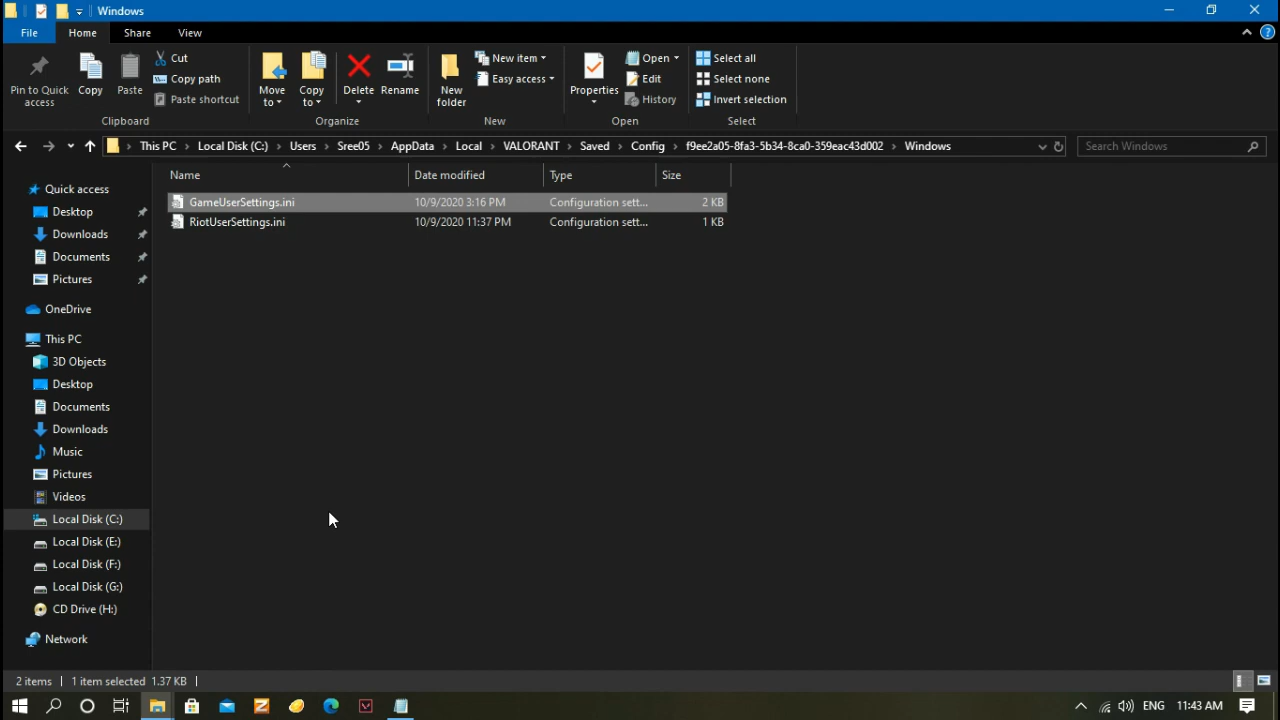 Windows
File Home Share View
Pin to Quick access
Copy
Paste
Cut
Copy path
Paste shortcut
Clipboard
Move to
Copy to
Delete
Rename
Organize
New folder
New item
Easy access
New
Properties
Open
Edit
History
Open
Select all
Select none
Invert selection
Select
This PC Local Disk (C:) Users Sree05 AppData Local VALORANT Saved Config f9ee2a05-8fa3-5b34-8ca0-359eac43d002 Windows
Search Windows
Name Date modified Type Size
GameUserSettings.ini 10/9/2020 3:16 PM Configuration sett... 2 KB
RiotUserSettings.ini 10/9/2020 11:37 PM Configuration sett... 1 KB
Quick access
Desktop
Downloads
Documents
Pictures
OneDrive
This PC
3D Objects
Desktop
Documents
Downloads
Music
Pictures
Videos
Local Disk (C:)
Local Disk (E:)
Local Disk (F:)
Local Disk (G:)
CD Drive (H:)
Network
2 items 1 item selected 1.37 KB
ENG 11:43 AM